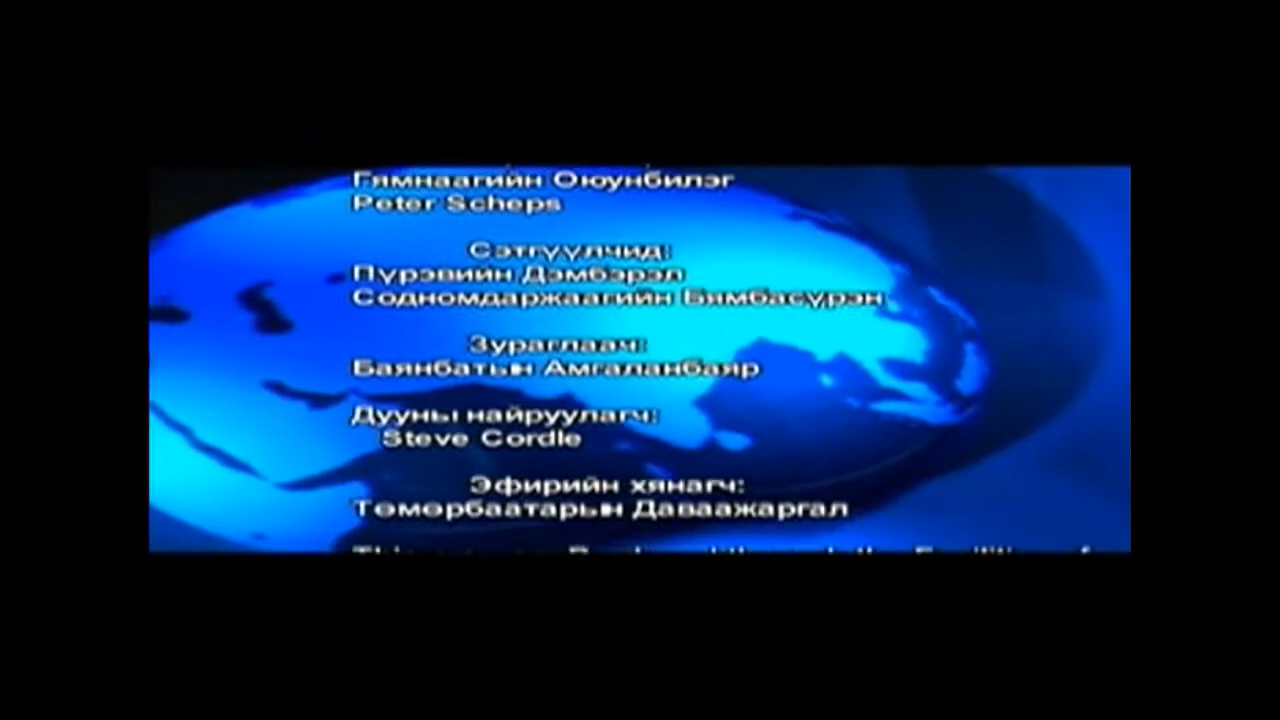 Гямнаагийн Оюунбилэг
Peter Scheps
Сэтгүүлчид:
Пүрэвийн Дэмбэрэл
Содномдаржаагийн Бямбасүрэн
Зураглаач:
Баянбатын Амгаланбаяр
Дууны найруулагч:
Steve Cordle
Эфирийн хянагч:
Төмөрбаатарын Даваажаргал